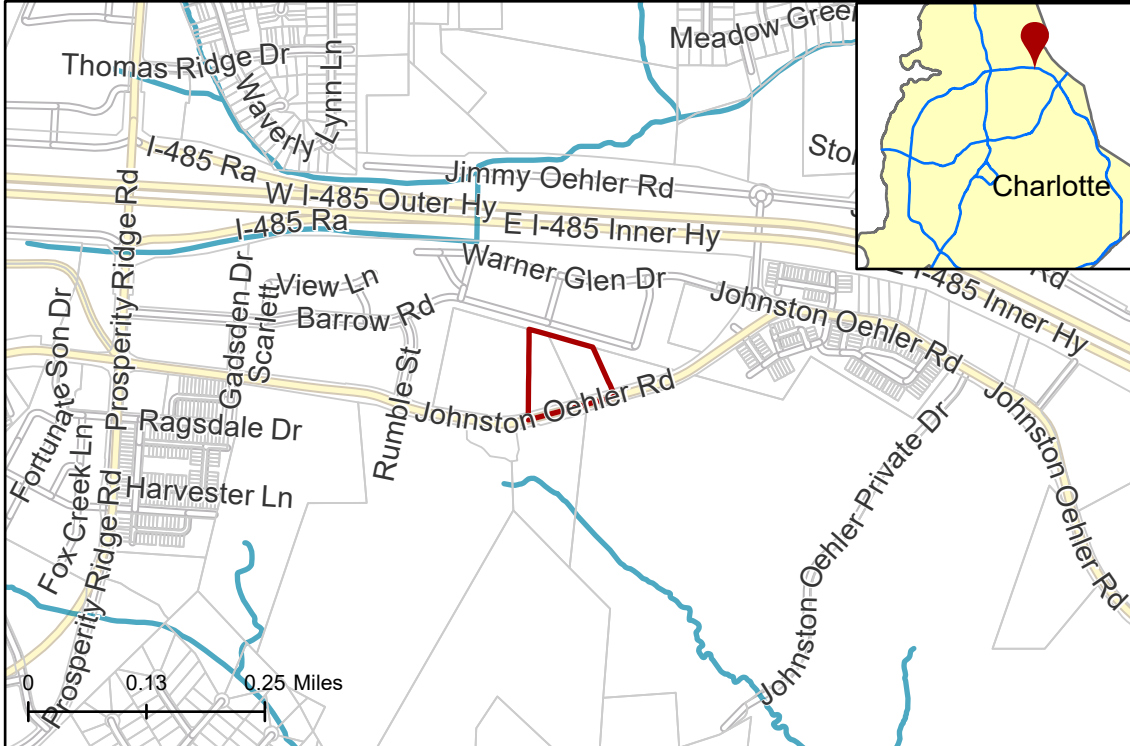 Meadow Green
Thomas Ridge Dr
Waverly
Lynn Ln
I-485 Ra
Jimmy Oehler Rd
W I-485 Outer Hy
I-485 Ra
E I-485 Inner Hy
Charlotte
Prosperity Ridge Rd
Warner Glen Dr
Rd
E I-485 Inner Hy
View Ln
Scarlett
Gadsden Dr
Barrow Rd
Johnston Oehler Rd
Fortunate Son Dr
Rumble St
Johnston Oehler Rd
Ragsdale Dr
Fox Creek Ln
Harvester Ln
Prosperity Ridge Rd
Johnston Oehler Private Dr
Johnston Oehler Rd
0
0.13
0.25 Miles